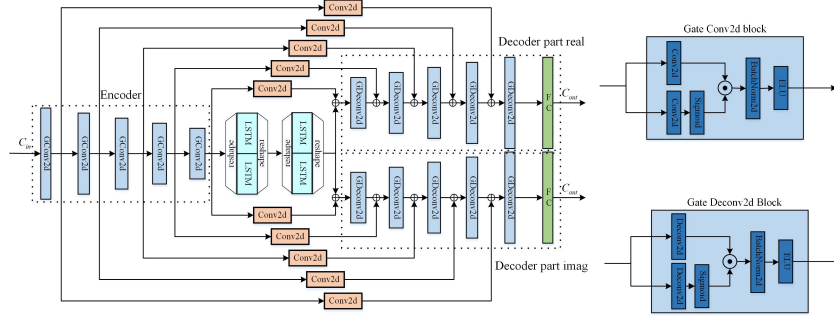 Conv2d
Conv2d
Conv2d
Conv2d
Conv2d
Decoder part real
Encoder
C_in
GConv2d
GConv2d
GConv2d
GConv2d
GConv2d
reshape
LSTM
LSTM
reshape
reshape
LSTM
LSTM
reshape
GDeconv2d
GDeconv2d
GDeconv2d
GDeconv2d
GDeconv2d
FC
C_out
GDeconv2d
GDeconv2d
GDeconv2d
GDeconv2d
GDeconv2d
FC
C_out
Decoder part imag
Conv2d
Conv2d
Conv2d
Conv2d
Conv2d
Gate Conv2d block
Conv2d
Conv2d
Sigmoid
BatchNorm2d
ELU
Gate Deconv2d Block
Deconv2d
Deconv2d
Sigmoid
BatchNorm2d
ELU